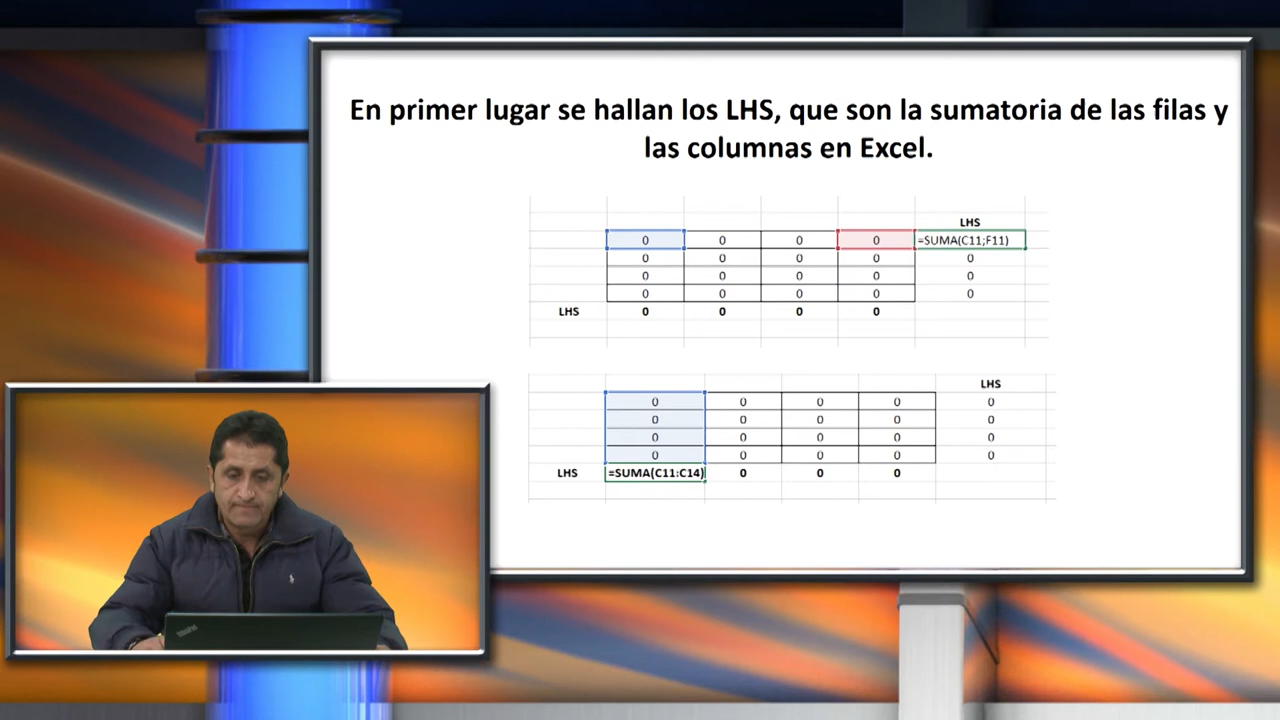 En primer lugar se hallan los LHS, que son la sumatoria de las filas y
las columnas en Excel.
LHS
0 0 0 0 =SUMA(C11;F11)
0 0 0 0 0
0 0 0 0 0
0 0 0 0 0
LHS 0 0 0 0
LHS
0 0 0 0 0
0 0 0 0 0
0 0 0 0 0
0 0 0 0 0
LHS =SUMA(C11:C14) 0 0 0
ThinkPad